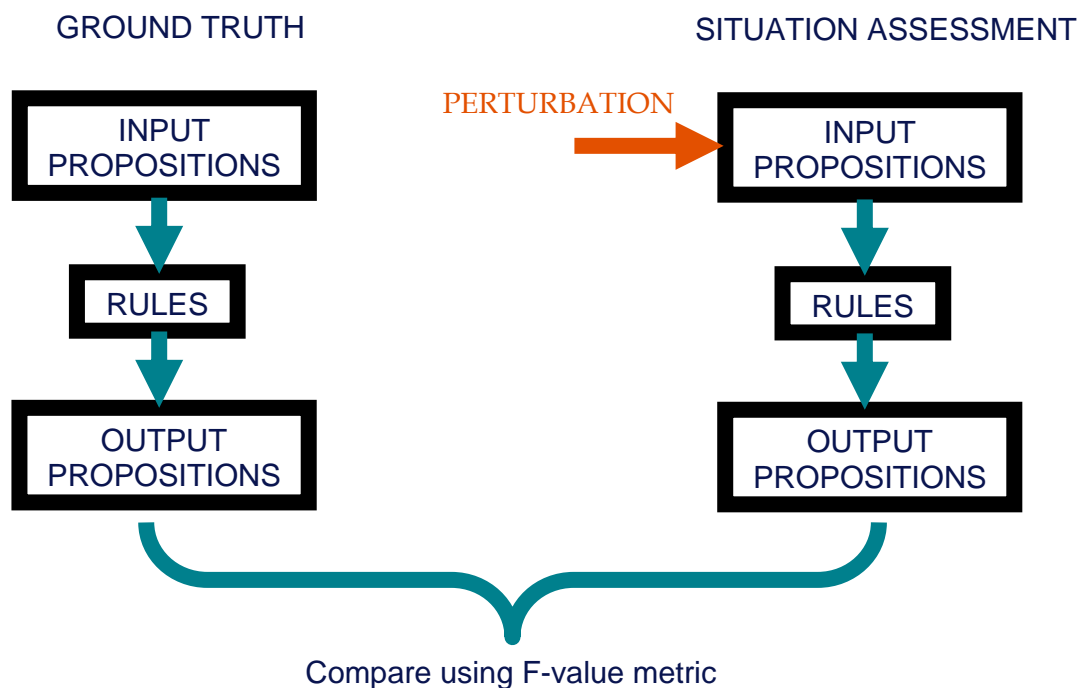 GROUND TRUTH
SITUATION ASSESSMENT
PERTURBATION
INPUT
PROPOSITIONS
INPUT
PROPOSITIONS
RULES
RULES
OUTPUT
PROPOSITIONS
OUTPUT
PROPOSITIONS
Compare using F-value metric